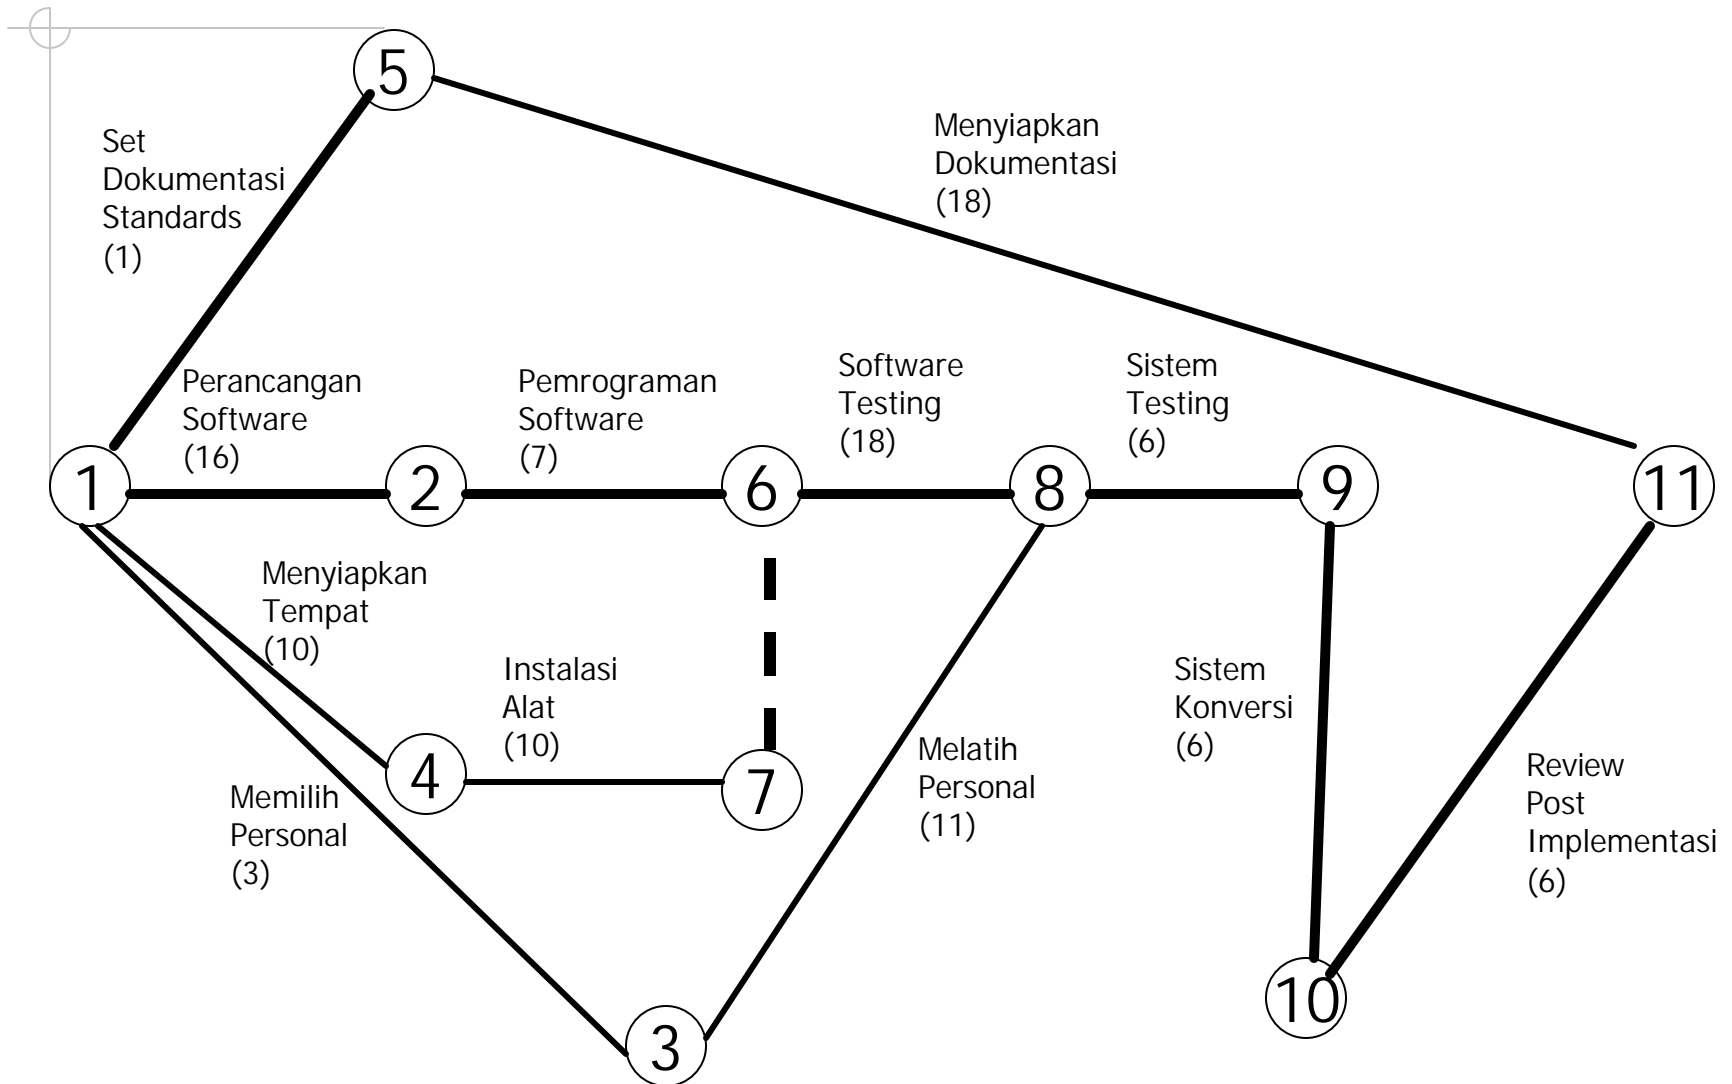 5
Set
Dokumentasi
Standards
(1)
Menyiapkan
Dokumentasi
(18)
Perancangan
Software
(16)
Pemrograman
Software
(7)
Software
Testing
(18)
Sistem
Testing
(6)
1
2
6
8
9
11
Menyiapkan
Tempat
(10)
Instalasi
Alat
(10)
4
7
Memilih
Personal
(3)
Melatih
Personal
(11)
Sistem
Konversi
(6)
Review
Post
Implementasi
(6)
10
3